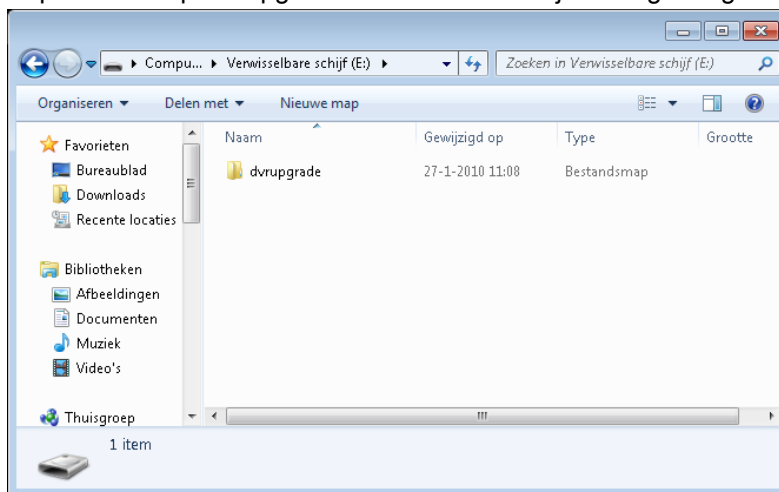 Compu... ▸ Verwisselbare schijf (E:) ▸
Zoeken in Verwisselbare schijf (E:)
Organiseren
Delen met
Nieuwe map
Favorieten
Bureaublad
Downloads
Recente locaties
Bibliotheken
Afbeeldingen
Documenten
Muziek
Video's
Thuisgroep
Naam
Gewijzigd op
Type
Grootte
dvrupgrade
27-1-2010 11:08
Bestandsmap
1 item